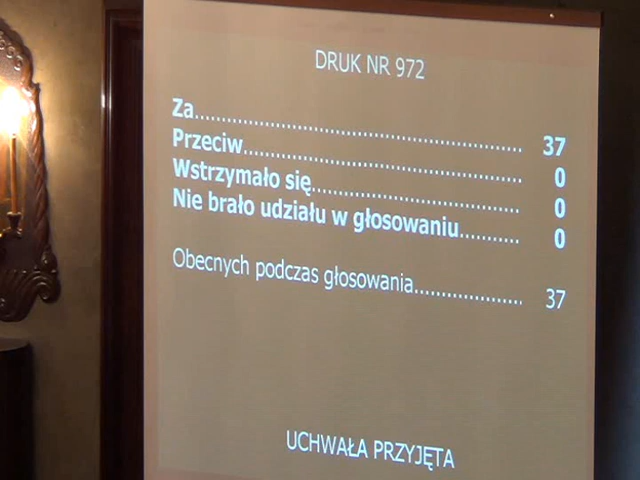 DRUK NR 972
Za........................................................ 37
Przeciw................................................ 0
Wstrzymało się.................................... 0
Nie brało udziału w głosowaniu.......... 0
Obecnych podczas głosowania.................. 37
UCHWAŁA PRZYJĘTA